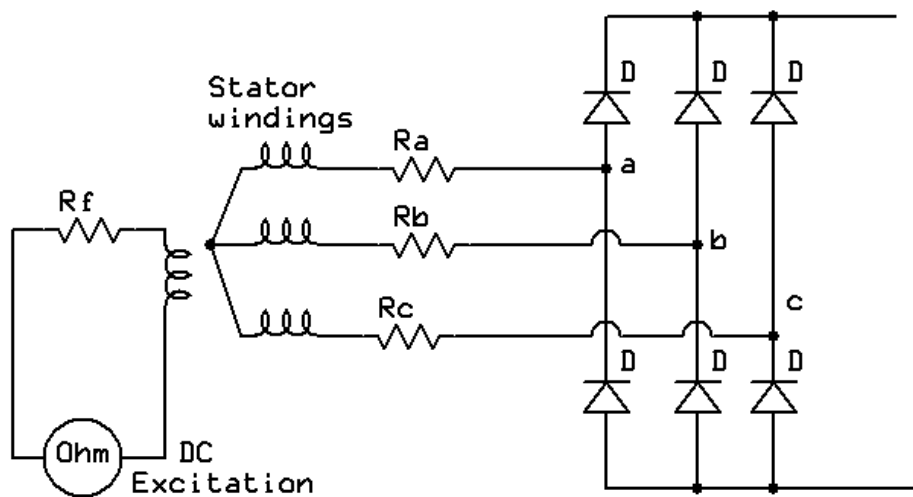 D D D
Stator
windings
Ra
a
Rf
Rb
b
Rc
c
D D D
Ohm
DC
Excitation